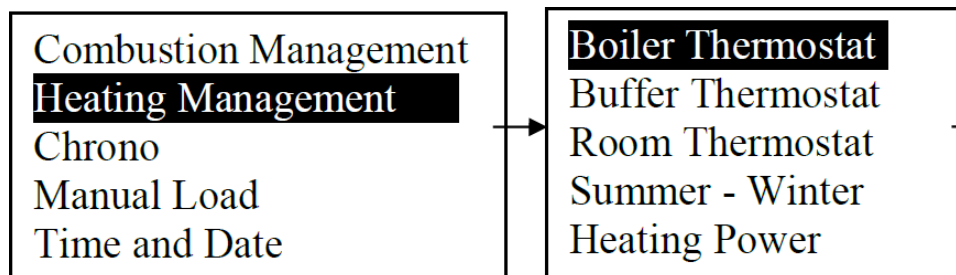 Combustion Management
Heating Management
Chrono
Manual Load
Time and Date
Boiler Thermostat
Buffer Thermostat
Room Thermostat
Summer - Winter
Heating Power